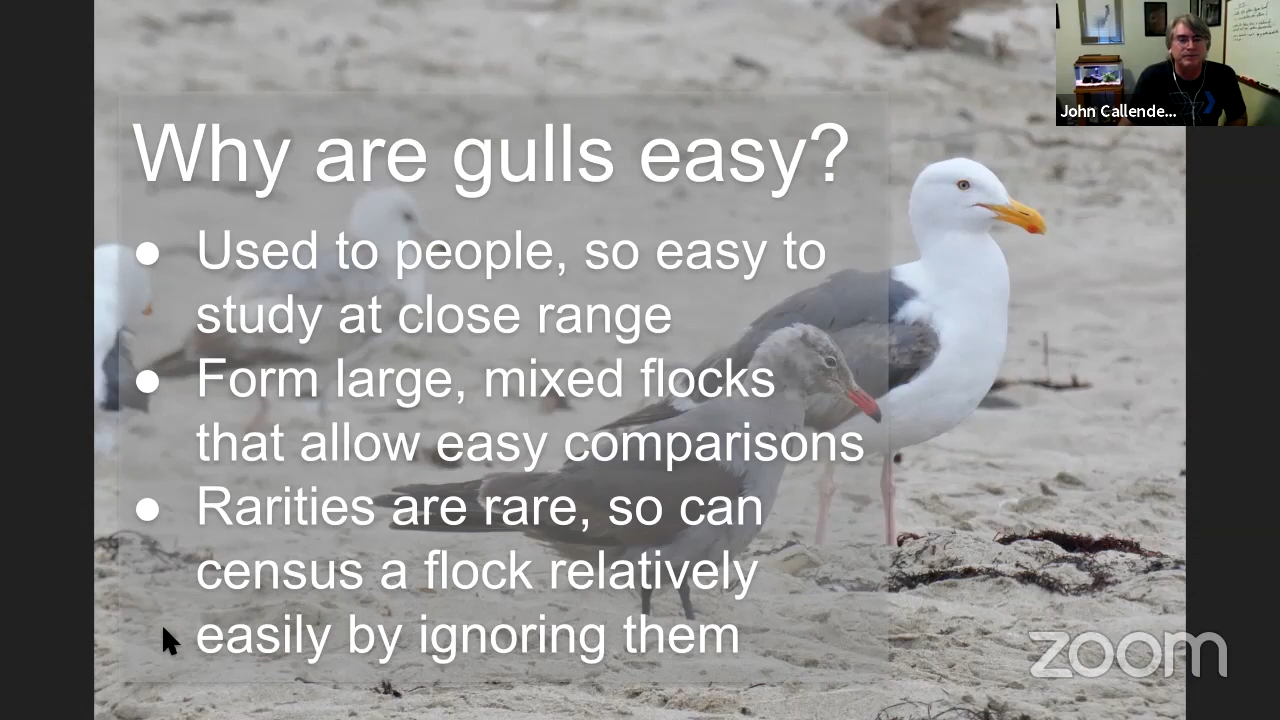 Why are gulls easy?
● Used to people, so easy to
study at close range
● Form large, mixed flocks
that allow easy comparisons
● Rarities are rare, so can
census a flock relatively
easily by ignoring them
John Callende...
zoom